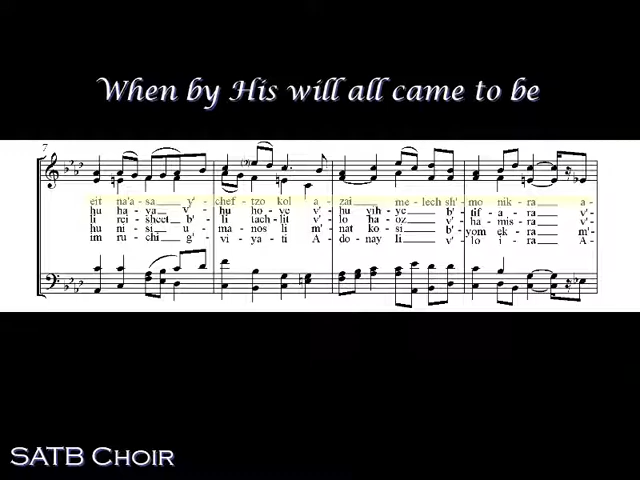 When by His will all came to be
7
eit na'a - sa y' - chef - tzo kol a - zai me - lech sh' - mo nik - ra a -
hu ha - ya v' - hu ho - ve v' - hu yih - ye b' - tif - a - ra v' -
li rei - sheet b' - li tach - lit v' - lo ha - oz v' - ha - mis - ra v' -
hu ni - si u - ma - nos li m' - nat ko - si b' - yom ek - ra m' -
im ru - chi g' - vi - ya - ti A - do - nay li v' - lo i - ra A -
SATB Choir